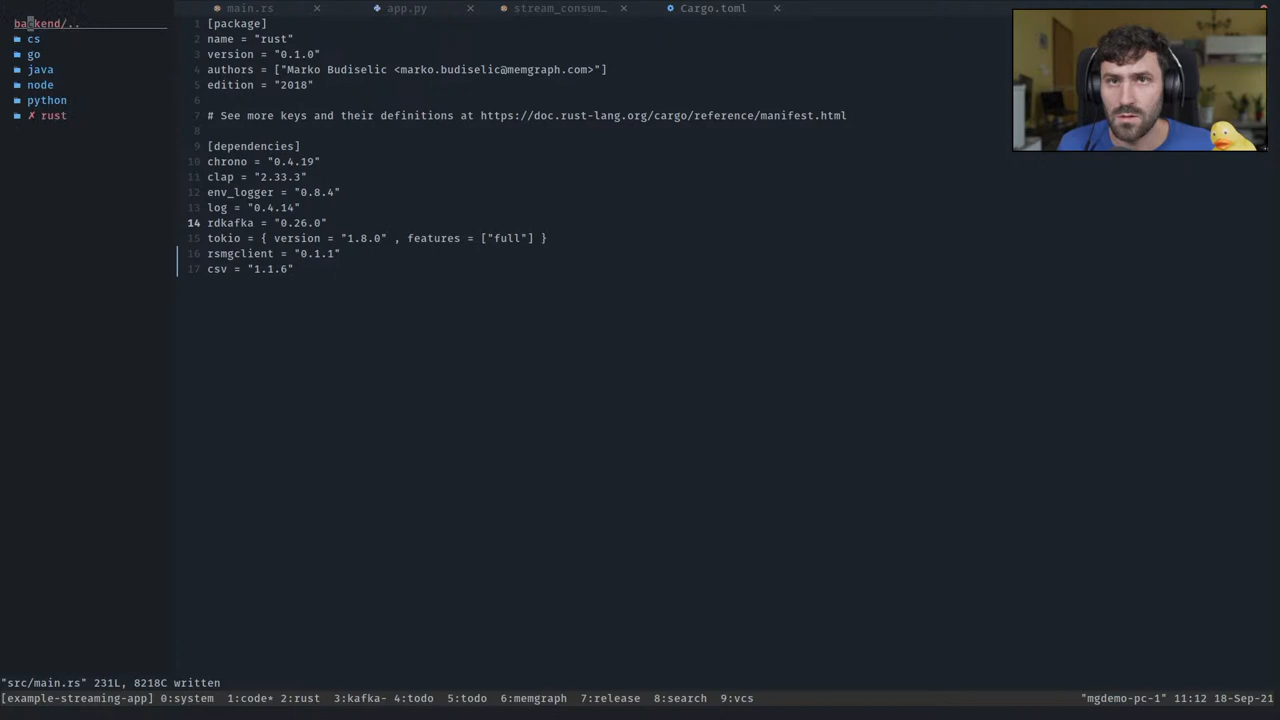 main.rs app.py stream_consum… Cargo.toml
backend/..
cs
go
java
node
python
✗ rust
1 [package]
2 name = "rust"
3 version = "0.1.0"
4 authors = ["Marko Budiselic <marko.budiselic@memgraph.com>"]
5 edition = "2018"
6
7 # See more keys and their definitions at https://doc.rust-lang.org/cargo/reference/manifest.html
8
9 [dependencies]
10 chrono = "0.4.19"
11 clap = "2.33.3"
12 env_logger = "0.8.4"
13 log = "0.4.14"
14 rdkafka = "0.26.0"
15 tokio = { version = "1.8.0" , features = ["full"] }
16 rsmgclient = "0.1.1"
17 csv = "1.1.6"
"src/main.rs" 231L, 8218C written
[example-streaming-app] 0:system 1:code* 2:rust 3:kafka- 4:todo 5:todo 6:memgraph 7:release 8:search 9:vcs "mgdemo-pc-1" 11:12 18-Sep-21